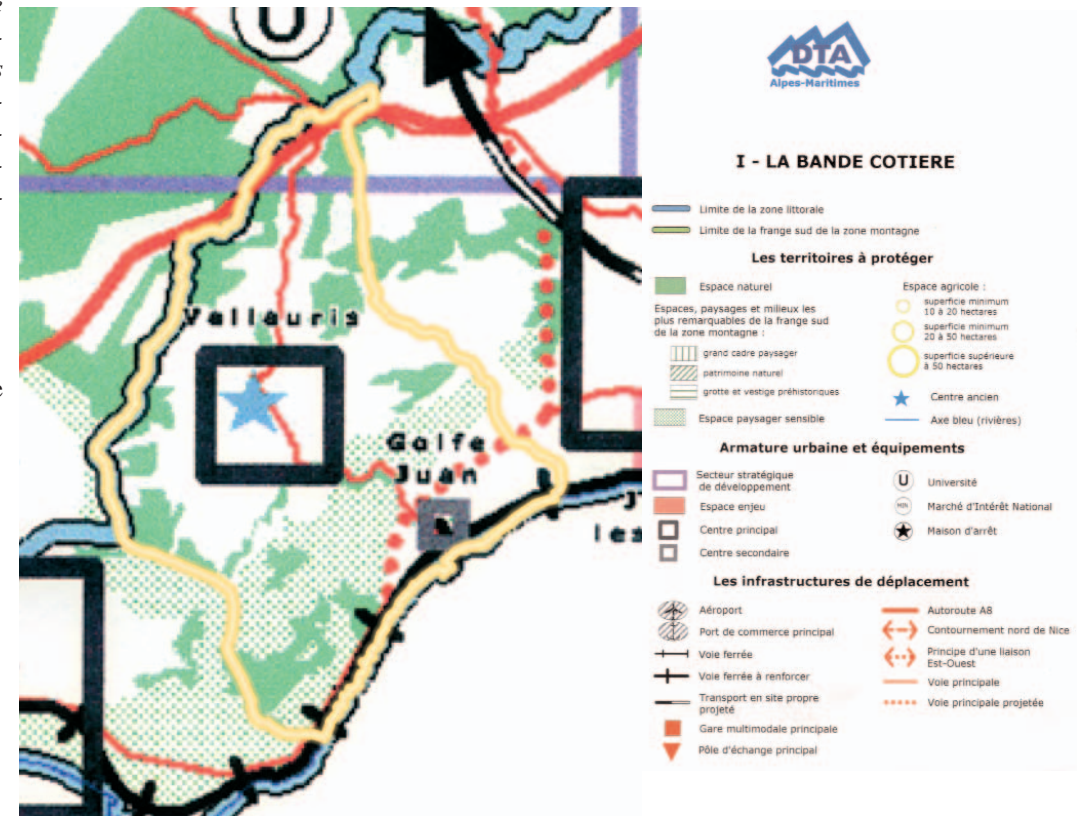 e
s
e
U
Vallauris
Golfe
Juan
J
les
DTA
Alpes-Maritimes
I - LA BANDE COTIERE
Limite de la zone littorale
Limite de la frange sud de la zone montagne
Les territoires à protéger
Espace naturel
Espaces, paysages et milieux les
plus remarquables de la frange sud
de la zone montagne :
grand cadre paysager
patrimoine naturel
grotte et vestige préhistoriques
Espace paysager sensible
Espace agricole :
superficie minimum
10 à 20 hectares
superficie minimum
20 à 50 hectares
superficie supérieure
à 50 hectares
Centre ancien
Axe bleu (rivières)
Armature urbaine et équipements
Secteur stratégique
de développement
Espace enjeu
Centre principal
Centre secondaire
U Université
Marché d'Intérêt National
Maison d'arrêt
Les infrastructures de déplacement
Aéroport
Port de commerce principal
Voie ferrée
Voie ferrée à renforcer
Transport en site propre
projeté
Gare multimodale principale
Pôle d'échange principal
Autoroute A8
Contournement nord de Nice
Principe d'une liaison
Est-Ouest
Voie principale
Voie principale projetée